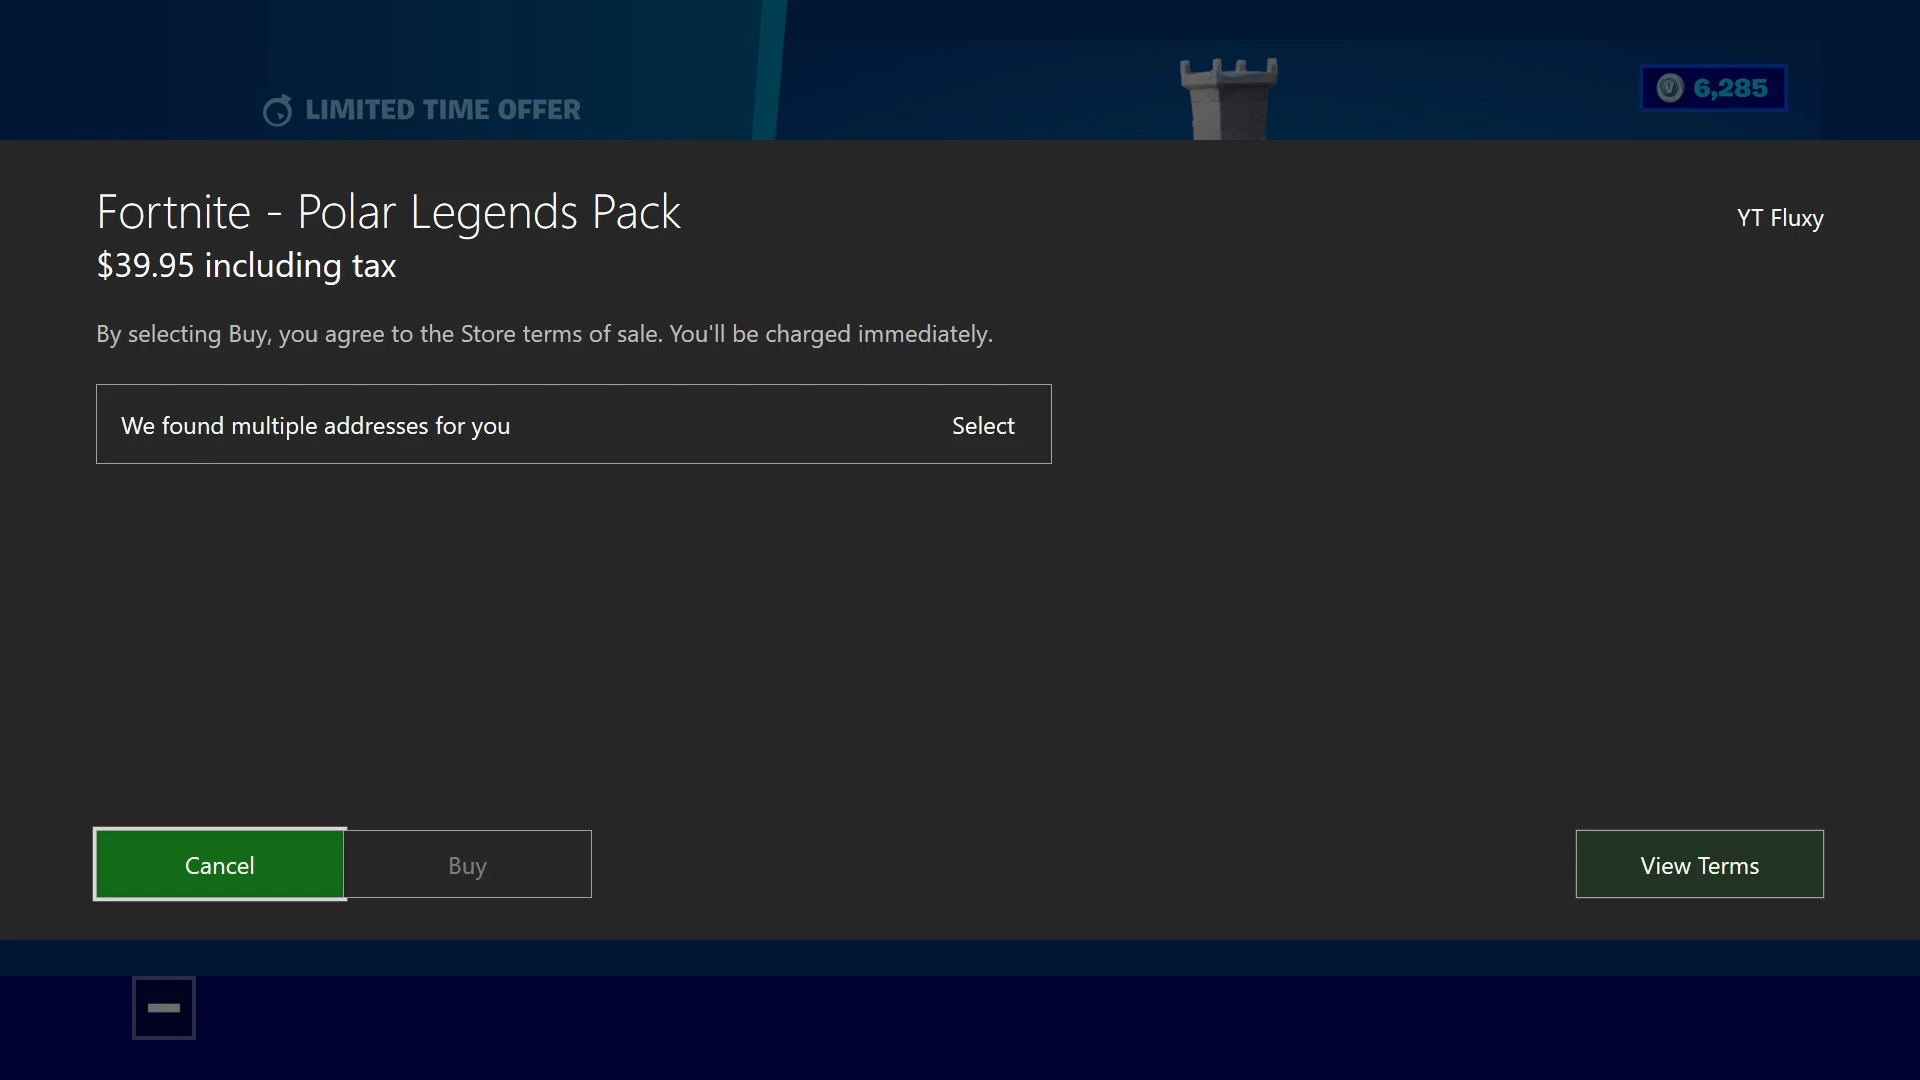 LIMITED TIME OFFER
6,285
Fortnite - Polar Legends Pack
YT Fluxy
$39.95 including tax
By selecting Buy, you agree to the Store terms of sale. You'll be charged immediately.
We found multiple addresses for you
Select
Cancel
Buy
View Terms